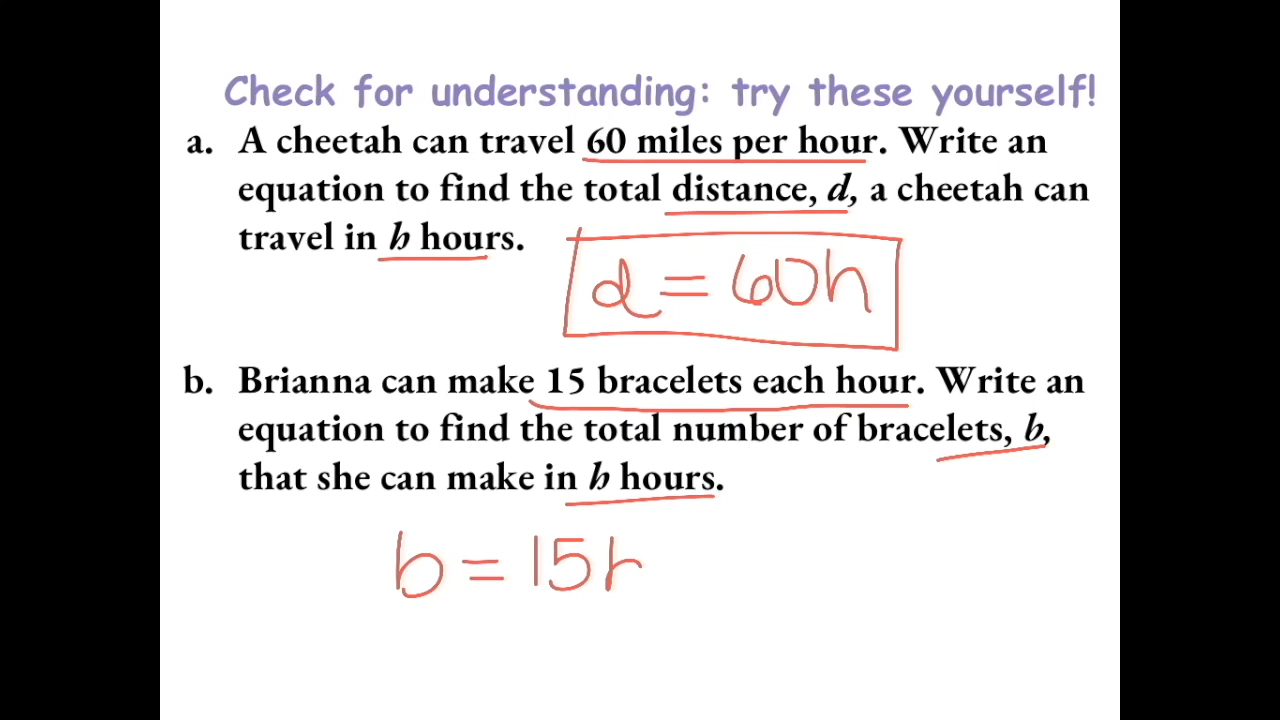 Check for understanding: try these yourself!
a. A cheetah can travel 60 miles per hour. Write an
equation to find the total distance, d, a cheetah can
travel in h hours.
d = 60h
b. Brianna can make 15 bracelets each hour. Write an
equation to find the total number of bracelets, b,
that she can make in h hours.
b = 15h